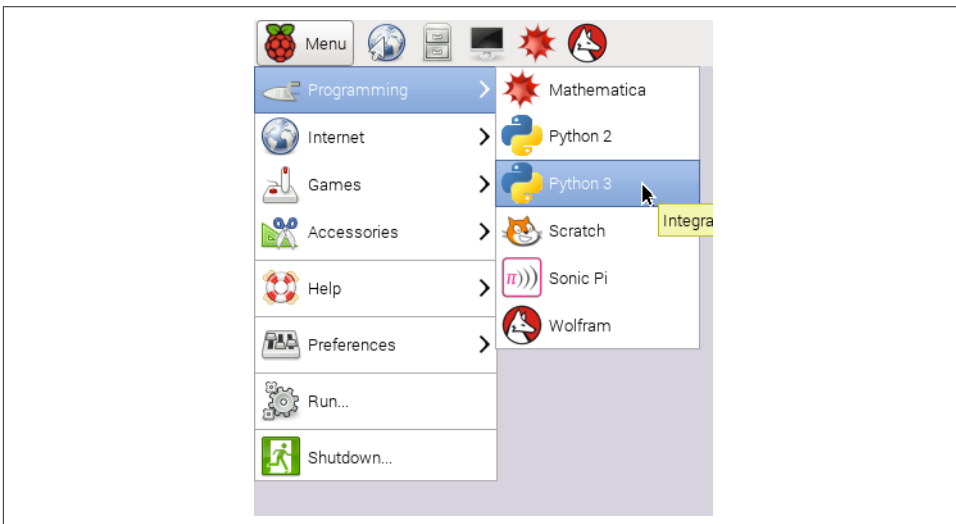 Menu
Programming
Internet
Games
Accessories
Help
Preferences
Run...
Shutdown...
Mathematica
Python 2
Python 3
Integra
Scratch
π)))
Sonic Pi
Wolfram